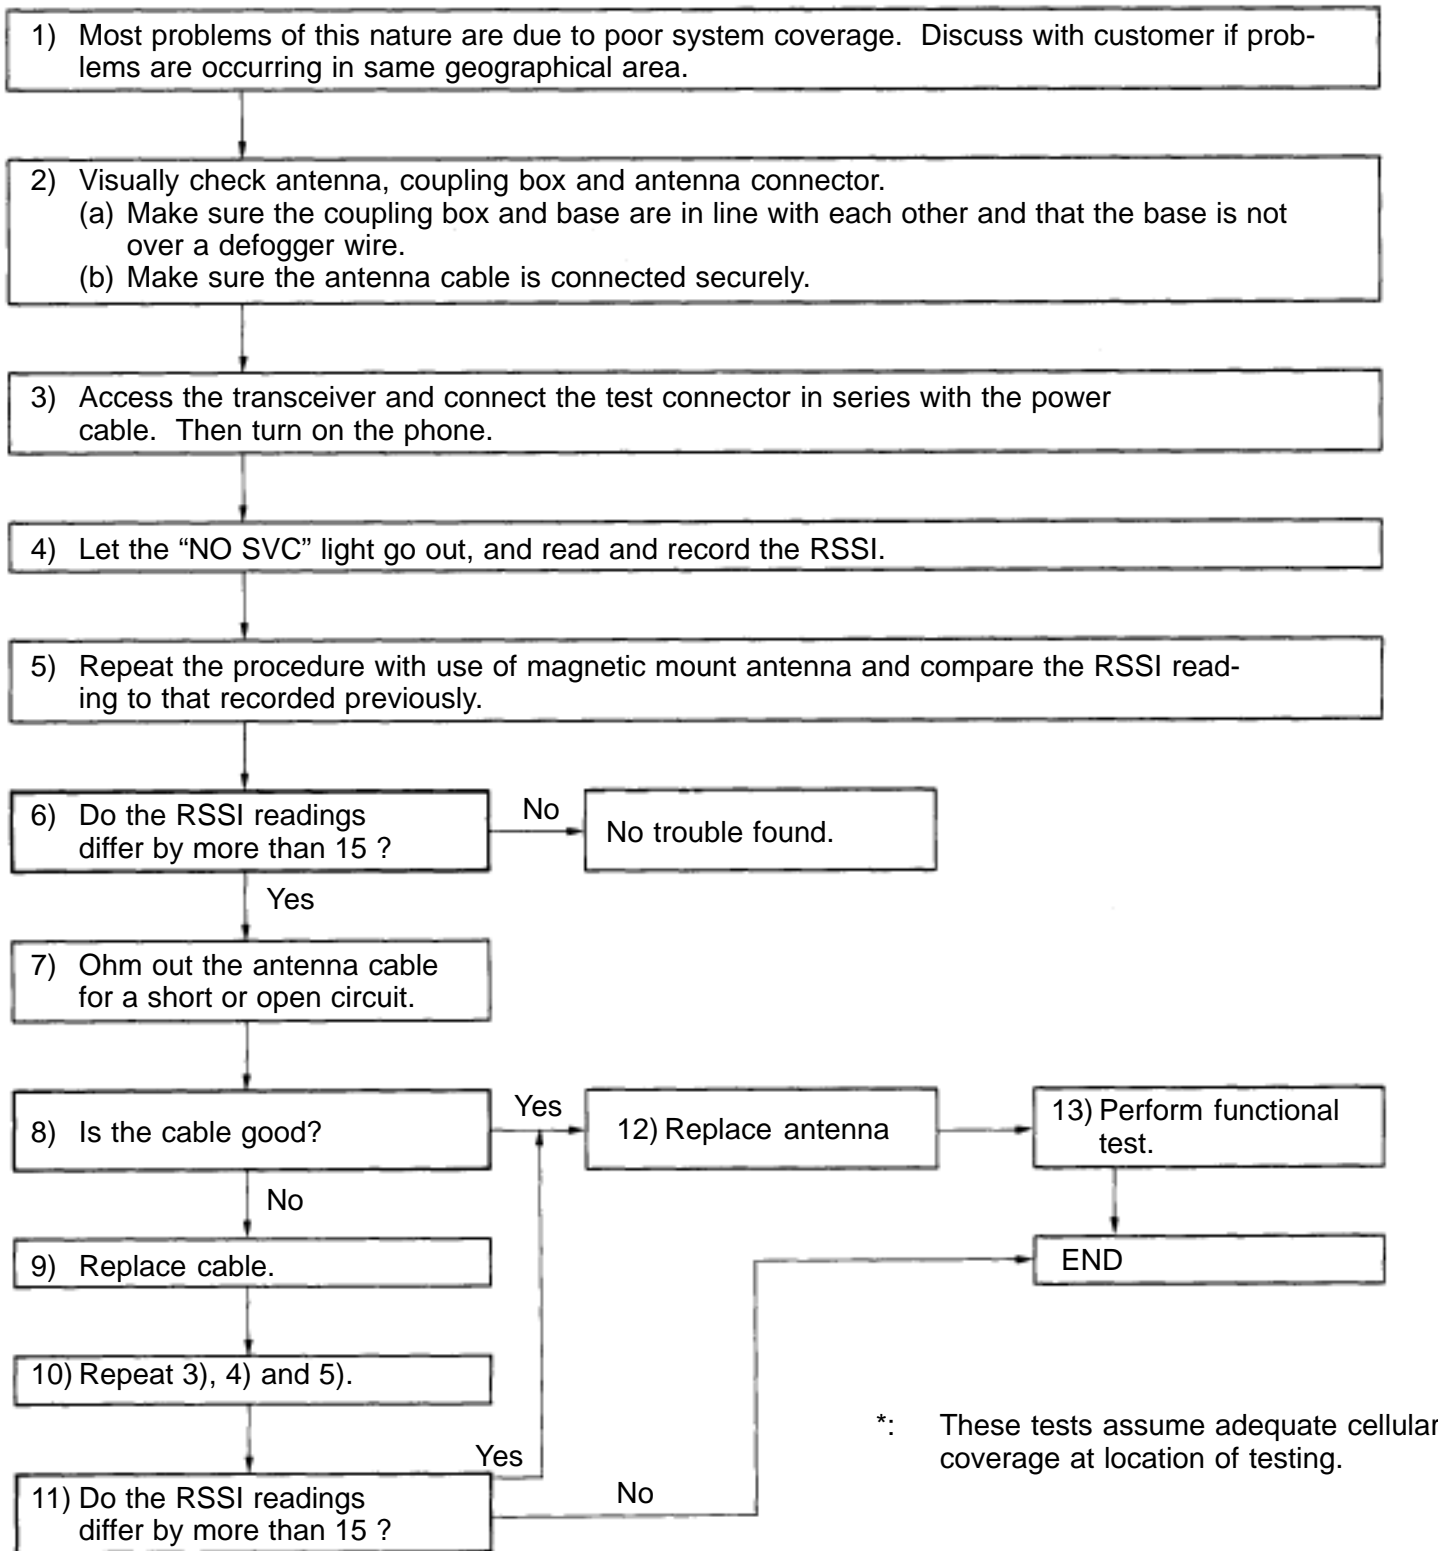 1) Most problems of this nature are due to poor system coverage. Discuss with customer if prob-
lems are occurring in same geographical area.
2) Visually check antenna, coupling box and antenna connector.
(a) Make sure the coupling box and base are in line with each other and that the base is not
over a defogger wire.
(b) Make sure the antenna cable is connected securely.
3) Access the transceiver and connect the test connector in series with the power
cable. Then turn on the phone.
4) Let the “NO SVC” light go out, and read and record the RSSI.
5) Repeat the procedure with use of magnetic mount antenna and compare the RSSI read-
ing to that recorded previously.
6) Do the RSSI readings
differ by more than 15 ?
No
No trouble found.
Yes
7) Ohm out the antenna cable
for a short or open circuit.
8) Is the cable good?
Yes
12) Replace antenna
13) Perform functional
test.
No
9) Replace cable.
END
10) Repeat 3), 4) and 5).
11) Do the RSSI readings
differ by more than 15 ?
Yes
No
*: These tests assume adequate cellular
coverage at location of testing.